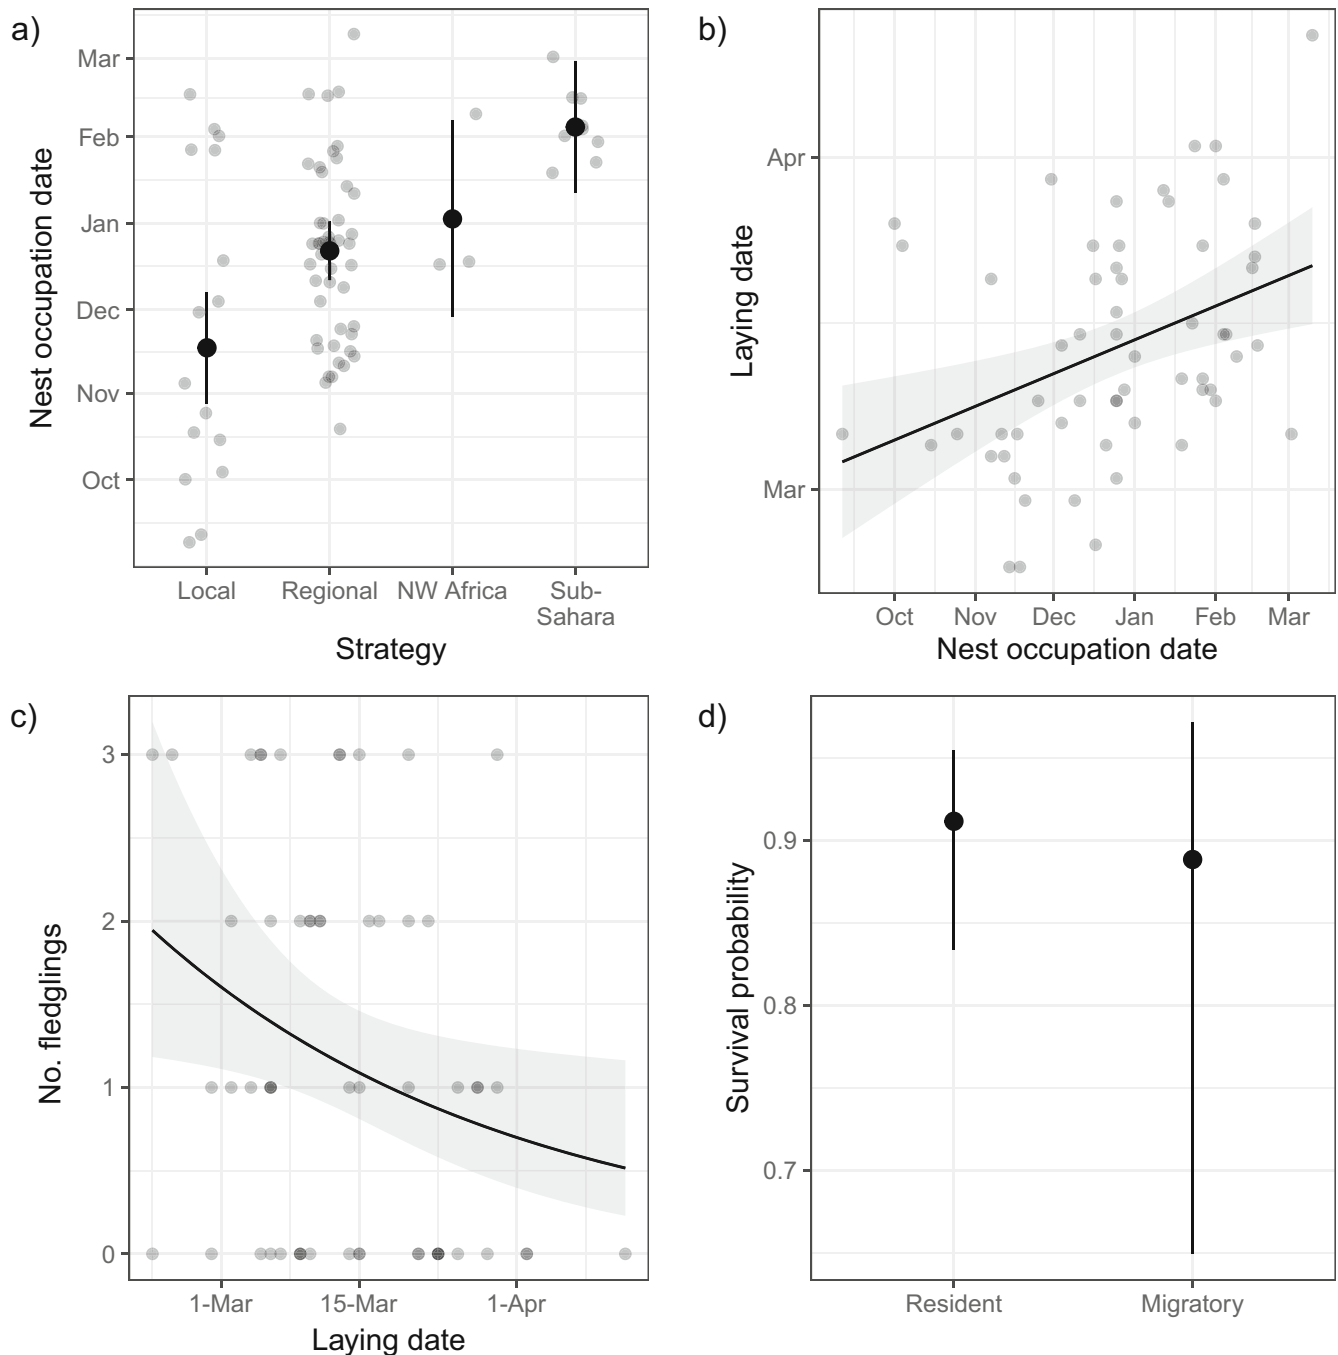 a)
Nest occupation date
Mar
Feb
Jan
Dec
Nov
Oct
Local
Regional
NW Africa
Sub-
Sahara
Strategy
b)
Laying date
Apr
Mar
Oct
Nov
Dec
Jan
Feb
Mar
Nest occupation date
c)
No. fledglings
3
2
1
0
1-Mar
15-Mar
1-Apr
Laying date
d)
Survival probability
0.9
0.8
0.7
Resident
Migratory